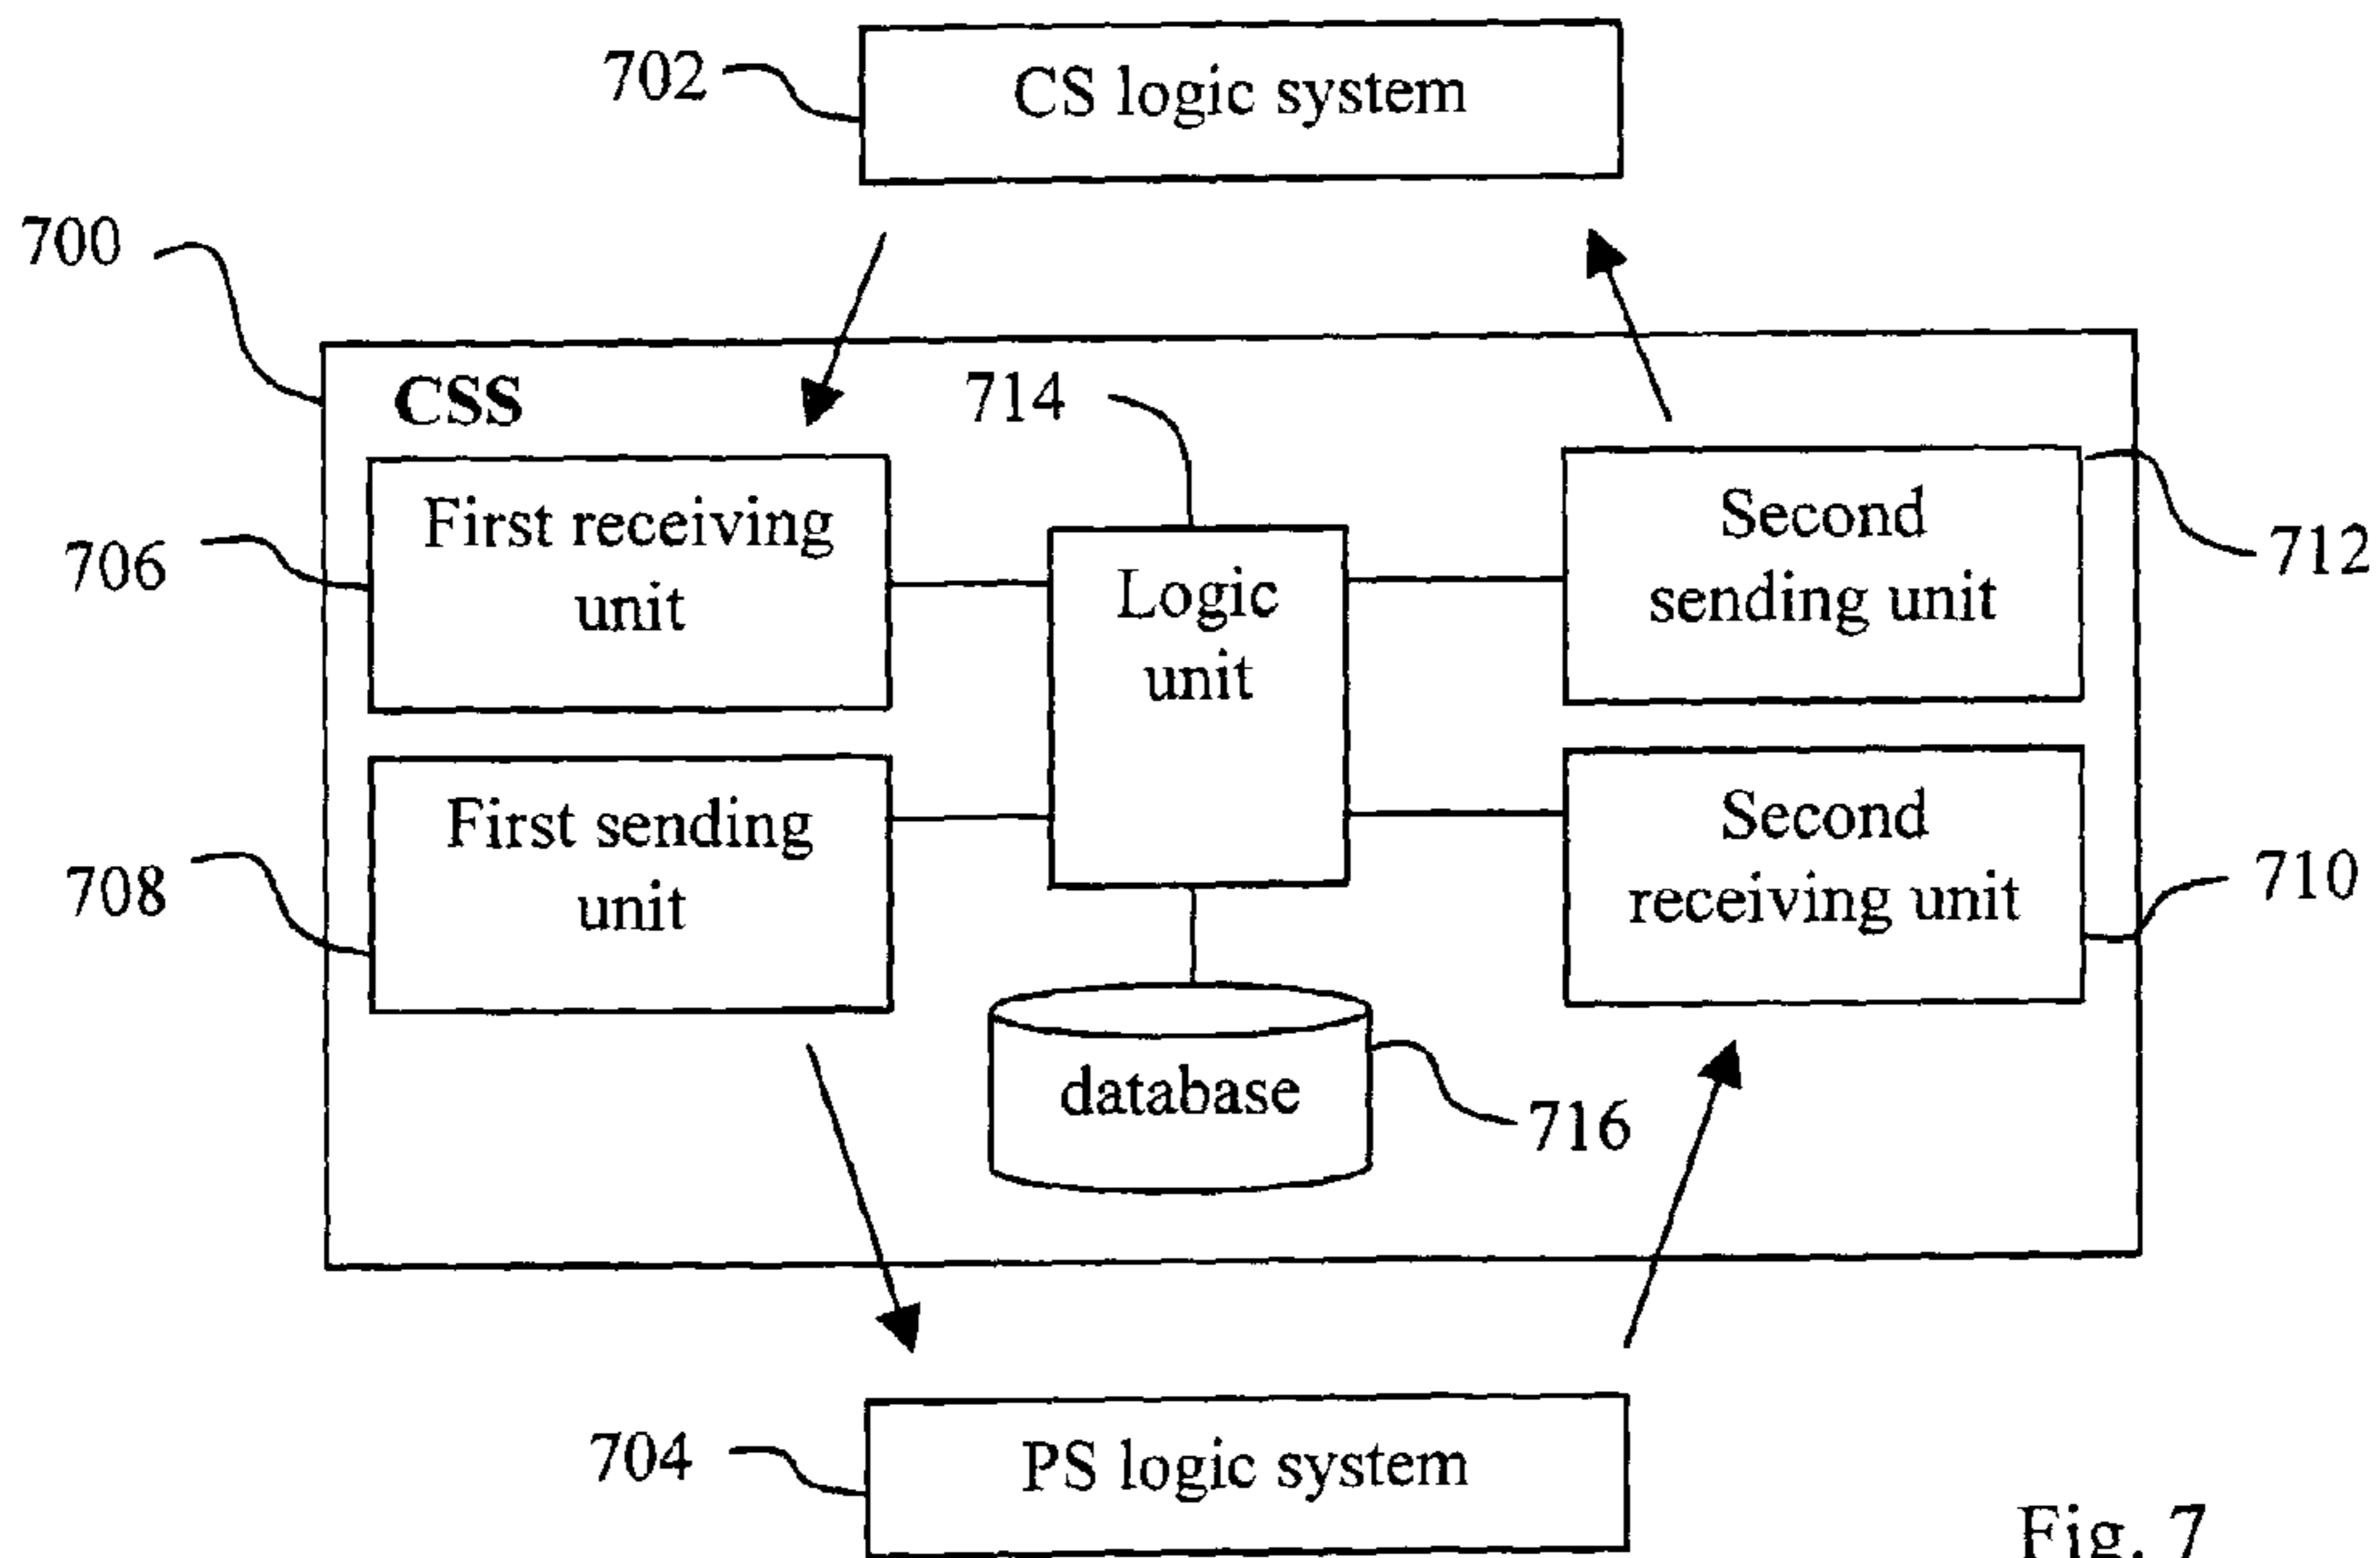 702
CS logic system
700
CSS
714
First receiving
unit
706
Logic
unit
Second
sending unit
712
First sending
unit
708
Second
receiving unit
710
database
716
704
PS logic system
Fig. 7